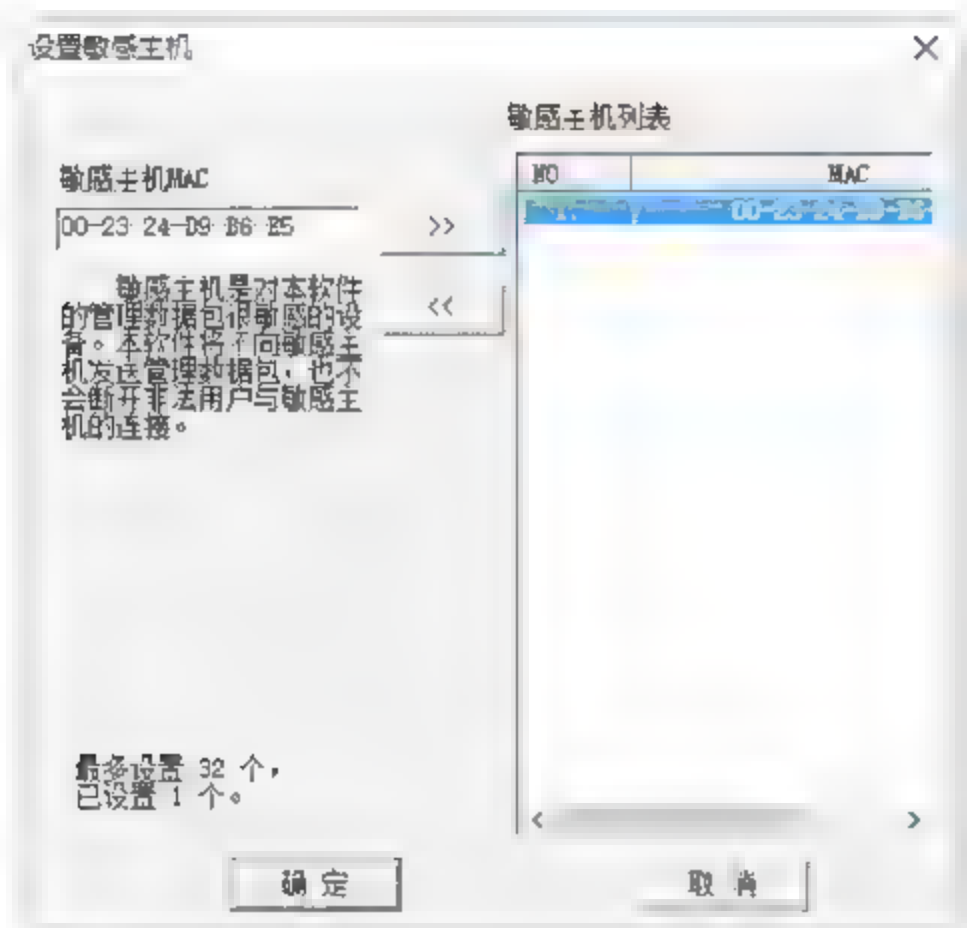 设置敏感主机
敏感主机列表
敏感主机MAC
NO MAC
00-23-24-D9-B6-E5
>>
敏感主机是对本软件
的管理数据包很敏感的设
备。本软件将不向敏感主
机发送管理数据包，也不
会断开非法用户与敏感主
机的连接。
<<
最多设置 32 个，
已设置 1 个。
确 定
取 消